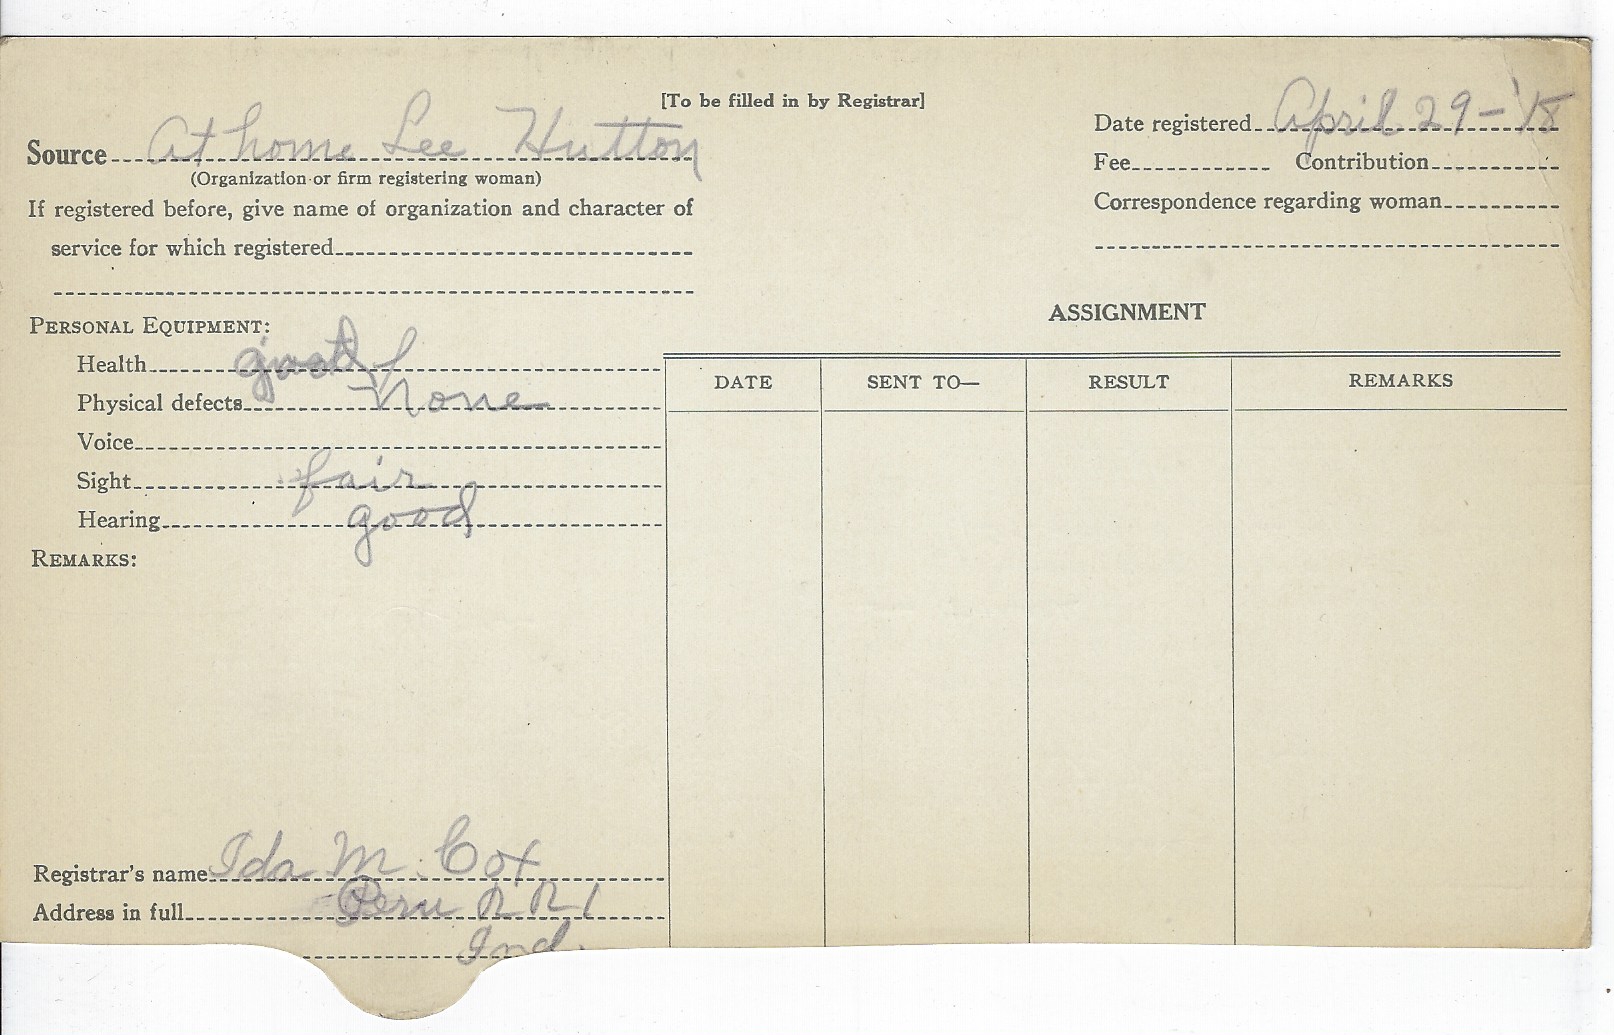 [To be filled in by Registrar]
Source At home Lee Hutton
(Organization or firm registering woman)
If registered before, give name of organization and character of
service for which registered
Date registered April 29-'18
Fee Contribution
Correspondence regarding woman
PERSONAL EQUIPMENT:
Health good
Physical defects None
Voice
Sight fair
Hearing good
REMARKS:
Registrar's name Ida M. Cox
Address in full Peru R R 1
Ind.
ASSIGNMENT
DATE SENT TO— RESULT REMARKS